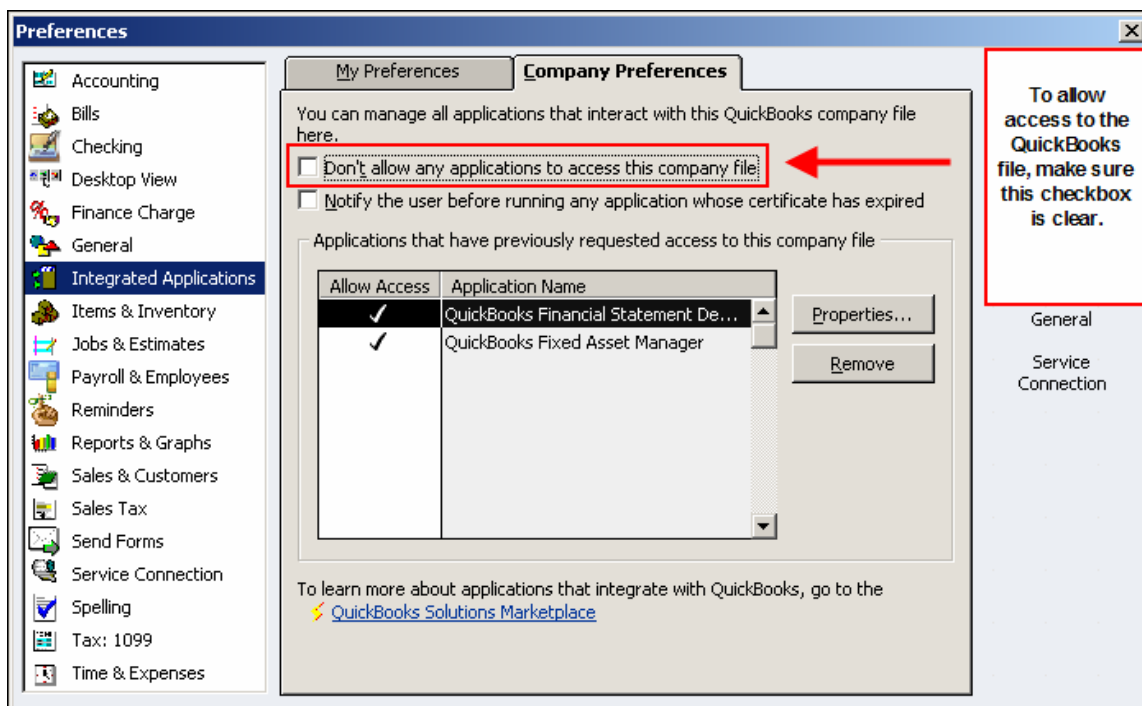 Preferences
Accounting
Bills
Checking
Desktop View
Finance Charge
General
Integrated Applications
Items & Inventory
Jobs & Estimates
Payroll & Employees
Reminders
Reports & Graphs
Sales & Customers
Sales Tax
Send Forms
Service Connection
Spelling
Tax: 1099
Time & Expenses
My Preferences
Company Preferences
You can manage all applications that interact with this QuickBooks company file
here.
Don't allow any applications to access this company file
Notify the user before running any application whose certificate has expired
Applications that have previously requested access to this company file
Allow Access Application Name
QuickBooks Financial Statement De...
QuickBooks Fixed Asset Manager
Properties...
Remove
To learn more about applications that integrate with QuickBooks, go to the
QuickBooks Solutions Marketplace
To allow
access to the
QuickBooks
file, make sure
this checkbox
is clear.
General
Service
Connection